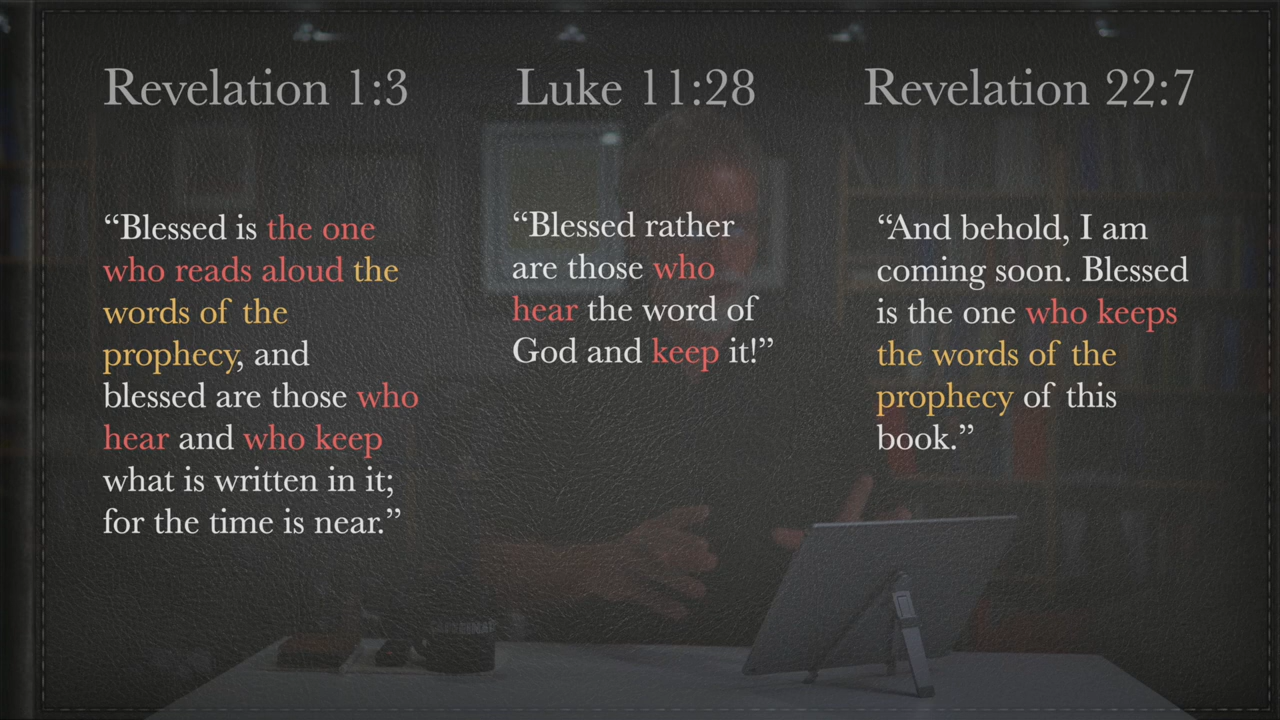 Revelation 1:3
“Blessed is the one
who reads aloud the
words of the
prophecy, and
blessed are those who
hear and who keep
what is written in it;
for the time is near.”
Luke 11:28
“Blessed rather
are those who
hear the word of
God and keep it!”
Revelation 22:7
“And behold, I am
coming soon. Blessed
is the one who keeps
the words of the
prophecy of this
book.”